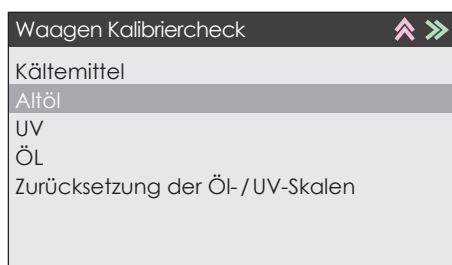 Waagen Kalibriercheck
Kältemittel
Altöl
UV
ÖL
Zurücksetzung der Öl-/UV-Skalen